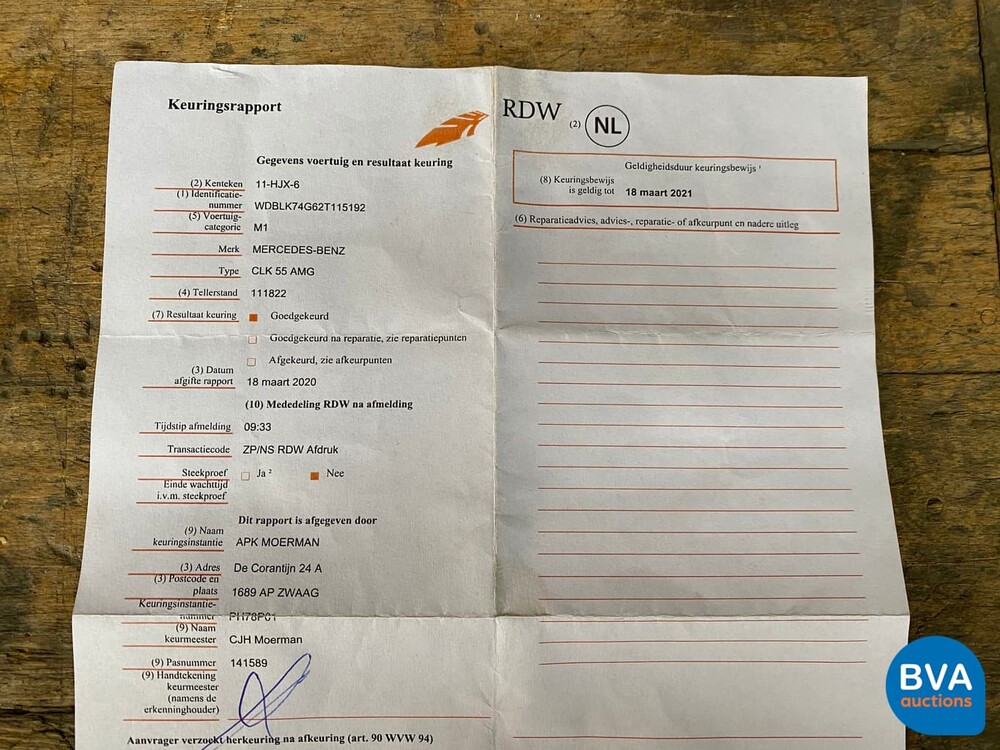 Keuringsrapport
RDW (2) NL
Gegevens voertuig en resultaat keuring
(2) Kenteken 11-HJX-6
(1) Identificatie-
nummer WDBLK74G62T115192
(5) Voertuig-
categorie M1
Merk MERCEDES-BENZ
Type CLK 55 AMG
(4) Tellerstand 111822
(7) Resultaat keuring Goedgekeurd
Goedgekeurd na reparatie, zie reparatiepunten
Afgekeurd, zie afkeurpunten
(3) Datum
afgifte rapport 18 maart 2020
(10) Mededeling RDW na afmelding
Tijdstip afmelding 09:33
Transactiecode ZP/NS RDW Afdruk
Steekproef Ja ² Nee
Einde wachttijd
i.v.m. steekproef
Dit rapport is afgegeven door
(9) Naam
keuringsinstantie APK MOERMAN
(3) Adres De Corantijn 24 A
(3) Postcode en
plaats 1689 AP ZWAAG
Keuringsinstantie-
nummer PH78P01
(9) Naam
keurmeester CJH Moerman
(9) Pasnummer 141589
(9) Handtekening
keurmeester
(namens de
erkenninghouder)
Aanvrager verzoekt herkeuring na afkeuring (art. 90 WVW 94)
Geldigheidsduur keuringsbewijs ¹
(8) Keuringsbewijs
is geldig tot 18 maart 2021
(6) Reparatieadvies, advies-, reparatie- of afkeurpunt en nadere uitleg
BVA
auctions